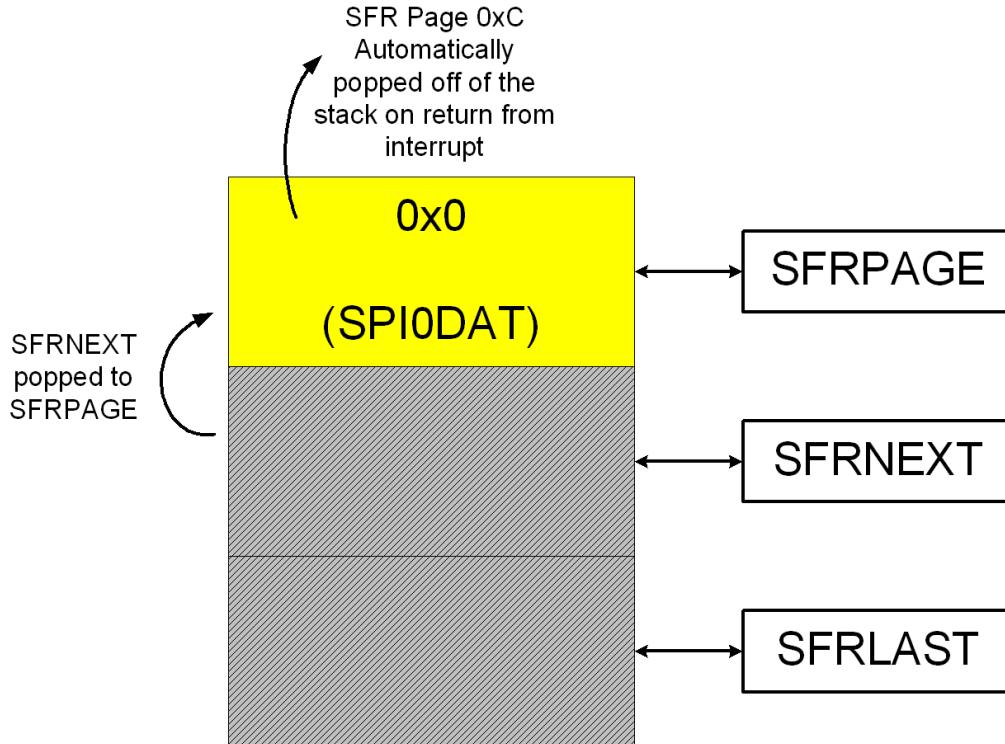 SFR Page 0xC
Automatically
popped off of the
stack on return from
interrupt
0x0
(SPI0DAT)
SFRPAGE
SFRNEXT
popped to
SFRPAGE
SFRNEXT
SFRLAST